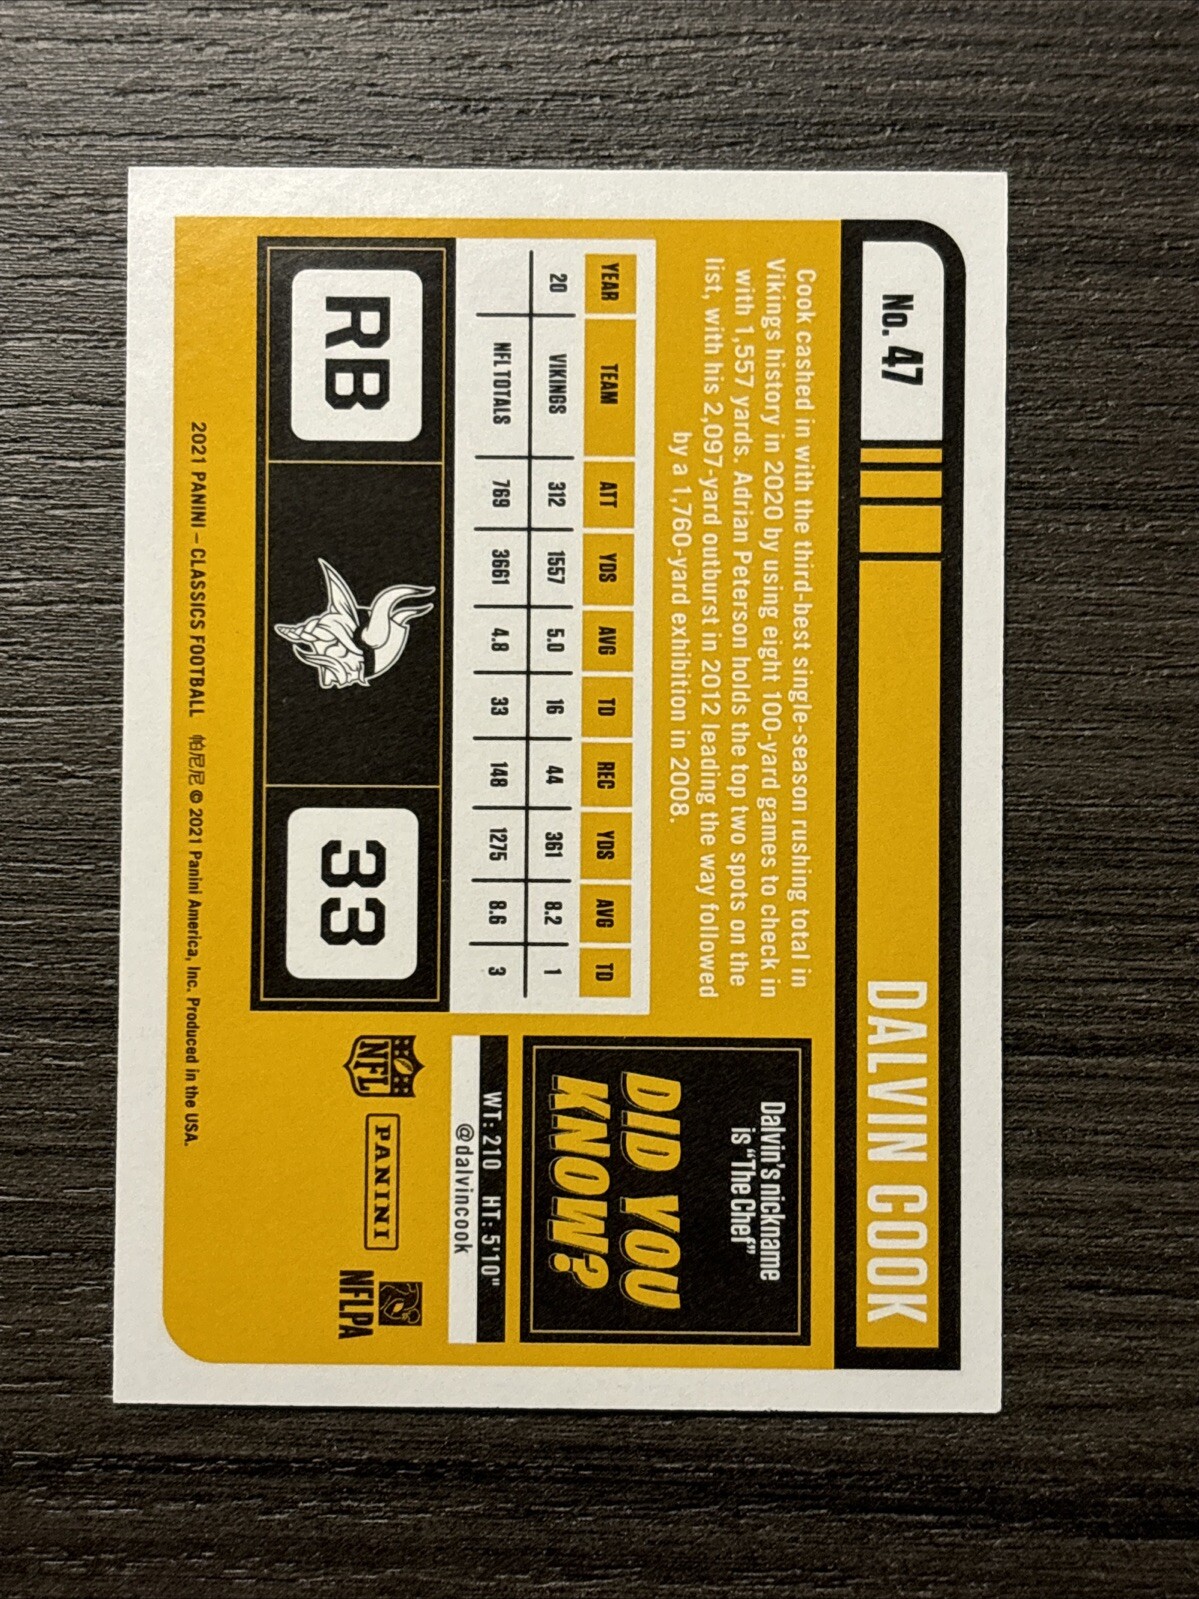 No. 47
DALVIN COOK
Cook cashed in with the third-best single-season rushing total in
Vikings history in 2020 by using eight 100-yard games to check in
with 1,557 yards. Adrian Peterson holds the top two spots on the
list, with his 2,097-yard outburst in 2012 leading the way followed
by a 1,760-yard exhibition in 2008.
YEAR TEAM ATT YDS AVG TD REC YDS AVG TD
20 VIKINGS 312 1557 5.0 16 44 361 8.2 1
NFL TOTALS 769 3661 4.8 33 148 1275 8.6 3
RB
33
Dalvin's nickname
is "The Chef"
DID YOU
KNOW?
WT: 210 HT: 5'10"
@dalvincook
NFL
PANINI
NFLPA
2021 PANINI – CLASSICS FOOTBALL 帕尼尼 © 2021 Panini America, Inc. Produced in the USA.